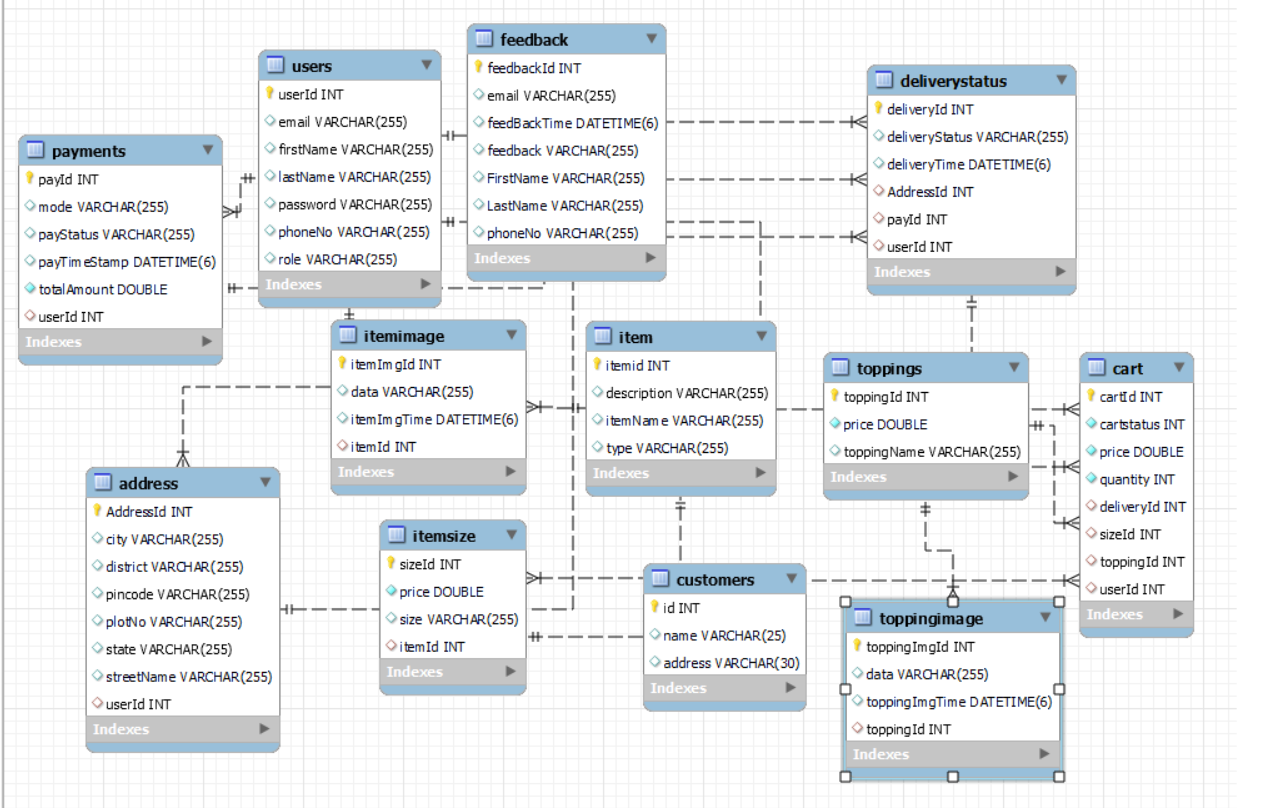 feedback
feedbackId INT
email VARCHAR(255)
feedBackTime DATETIME(6)
feedback VARCHAR(255)
FirstName VARCHAR(255)
LastName VARCHAR(255)
phoneNo VARCHAR(255)
Indexes
users
userId INT
email VARCHAR(255)
firstName VARCHAR(255)
lastName VARCHAR(255)
password VARCHAR(255)
phoneNo VARCHAR(255)
role VARCHAR(255)
Indexes
deliverystatus
deliveryId INT
deliveryStatus VARCHAR(255)
deliveryTime DATETIME(6)
AddressId INT
payId INT
userId INT
Indexes
payments
payId INT
mode VARCHAR(255)
payStatus VARCHAR(255)
payTimeStamp DATETIME(6)
totalAmount DOUBLE
userId INT
Indexes
itemimage
itemImgId INT
data VARCHAR(255)
itemImgTime DATETIME(6)
itemId INT
Indexes
item
itemid INT
description VARCHAR(255)
itemName VARCHAR(255)
type VARCHAR(255)
Indexes
toppings
toppingId INT
price DOUBLE
toppingName VARCHAR(255)
Indexes
cart
cartId INT
cartstatus INT
price DOUBLE
quantity INT
deliveryId INT
sizeId INT
toppingId INT
userId INT
Indexes
address
AddressId INT
city VARCHAR(255)
district VARCHAR(255)
pincode VARCHAR(255)
plotNo VARCHAR(255)
state VARCHAR(255)
streetName VARCHAR(255)
userId INT
Indexes
itemsize
sizeId INT
price DOUBLE
size VARCHAR(255)
itemId INT
Indexes
customers
id INT
name VARCHAR(25)
address VARCHAR(30)
Indexes
toppingimage
toppingImgId INT
data VARCHAR(255)
toppingImgTime DATETIME(6)
toppingId INT
Indexes